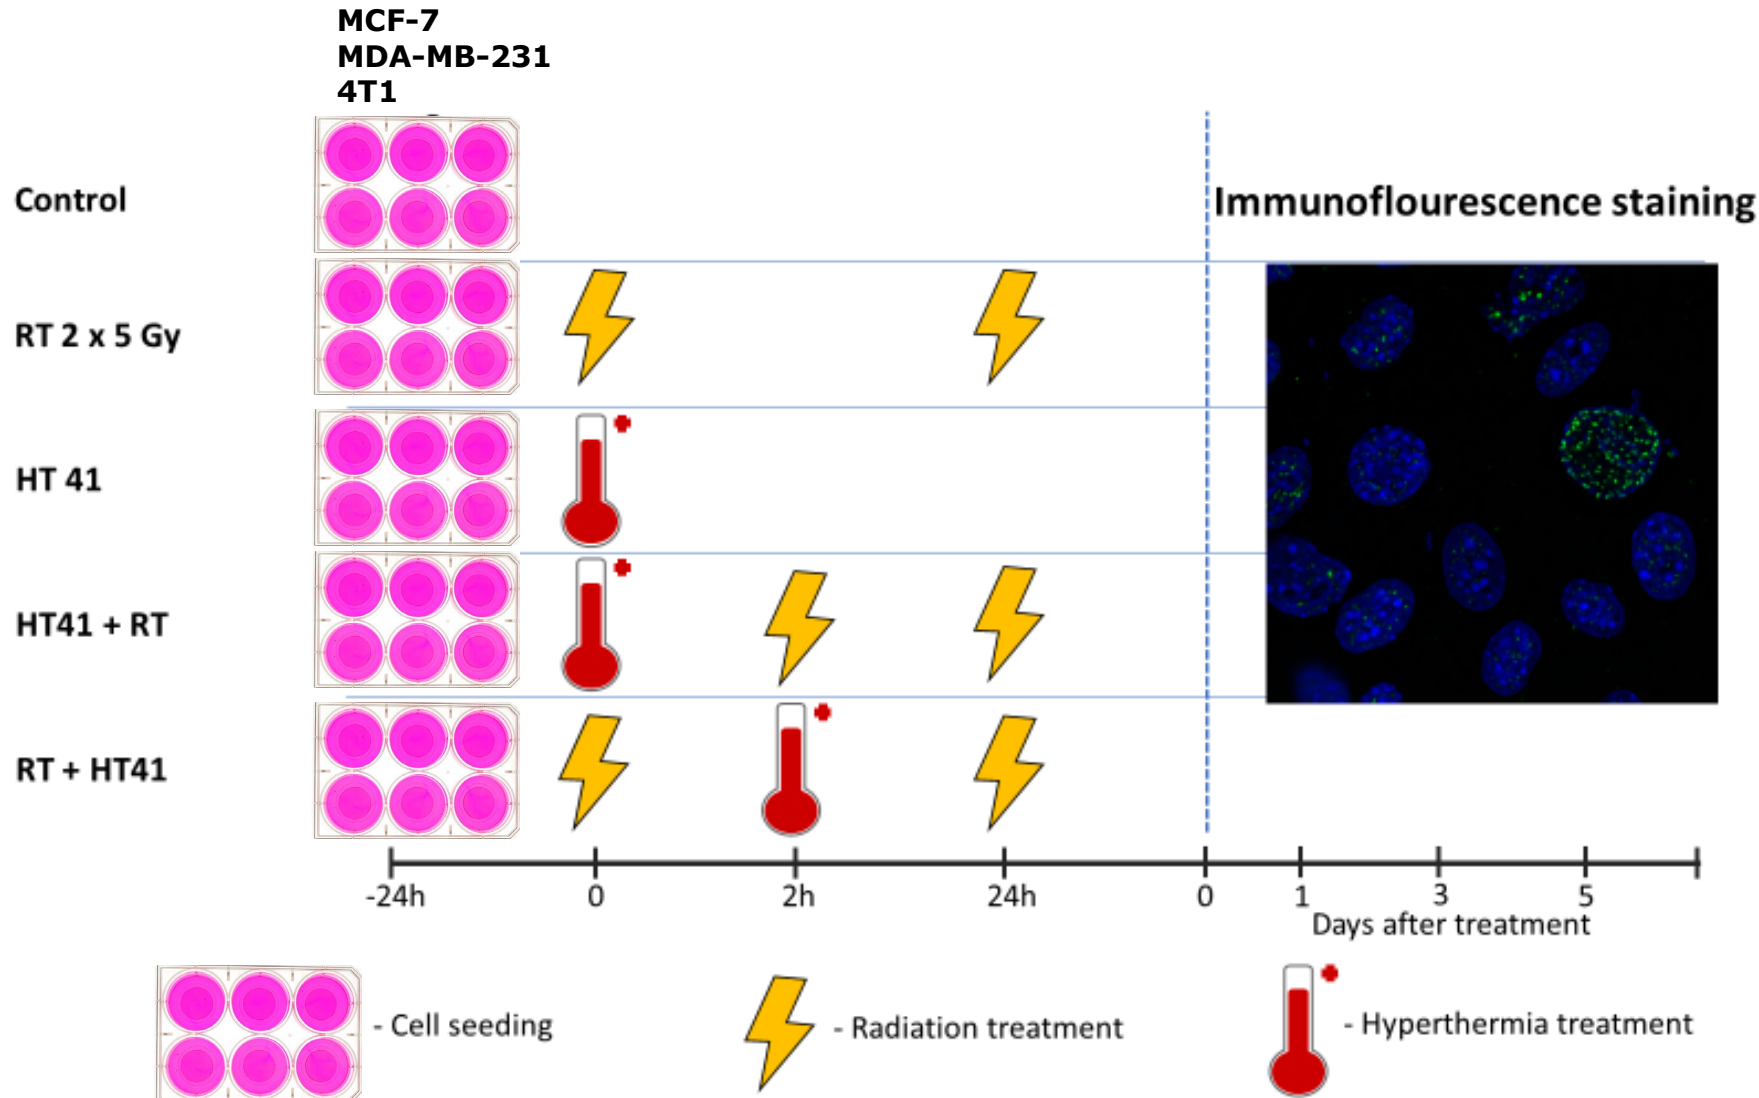 MCF-7
MDA-MB-231
4T1
Control
Immunoflourescence staining
RT 2 x 5 Gy
HT 41
HT41 + RT
RT + HT41
-24h 0 2h 24h 0 1 3 5
Days after treatment
- Cell seeding
- Radiation treatment
- Hyperthermia treatment